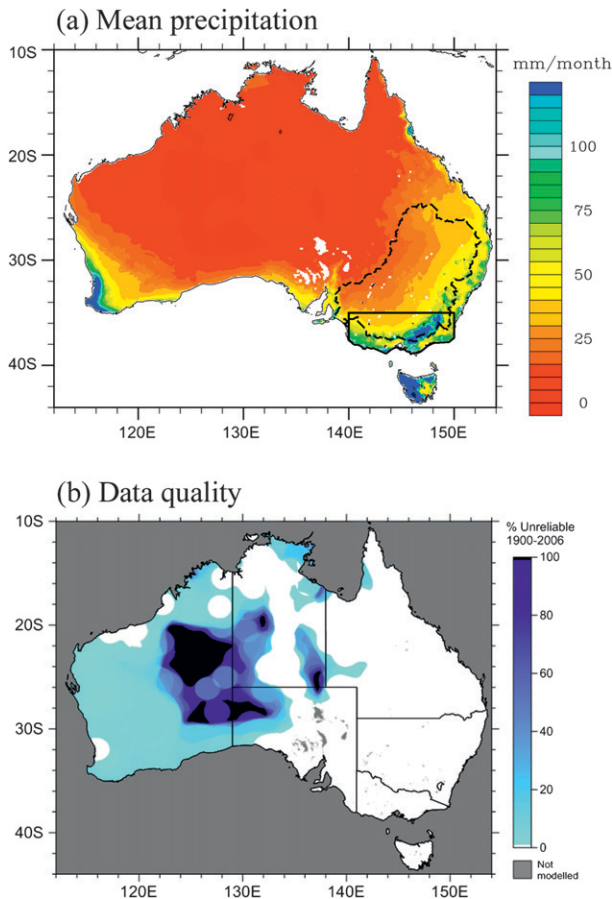 (a) Mean precipitation
mm/month
10S
20S
30S
40S
120E 130E 140E 150E
100
75
50
25
0
(b) Data quality
% Unreliable
1900-2006
10S
20S
30S
40S
120E 130E 140E 150E
100
80
60
40
20
0
Not
modelled